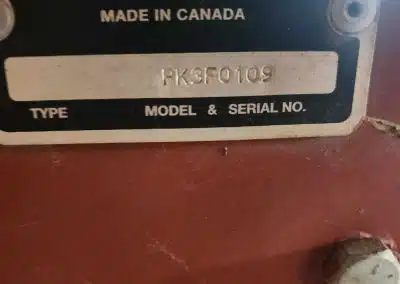 MADE IN CANADA
PK3F0109
TYPE MODEL & SERIAL NO.